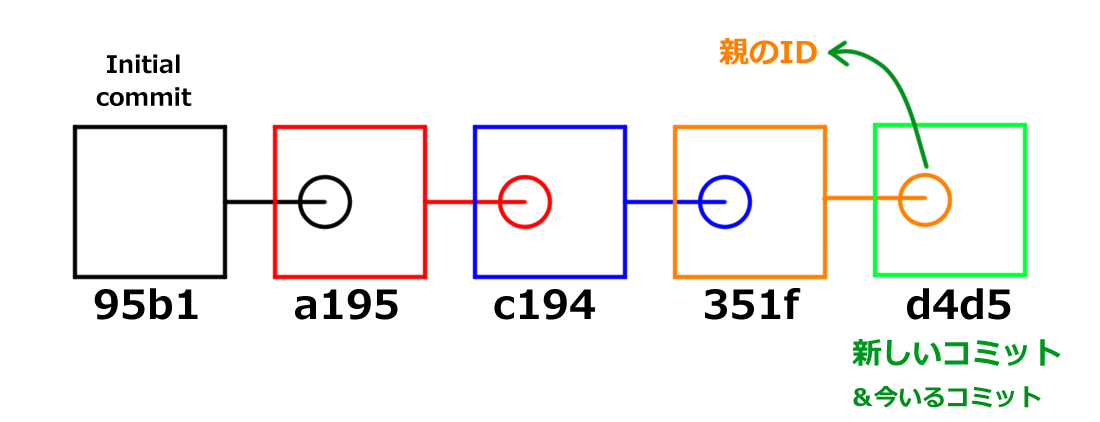 親のID
Initial
commit
95b1
a195
c194
351f
d4d5
新しいコミット
＆今いるコミット